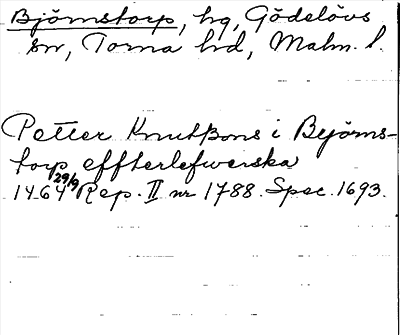 Björnstorp, hg, Gödelövs
sn, Torna hd, Malm. l.
Petter Knutßons i Bejörns-
torp effterlefwerska
1464 29/9 Rep. II nr 1788. Spec. 1693.